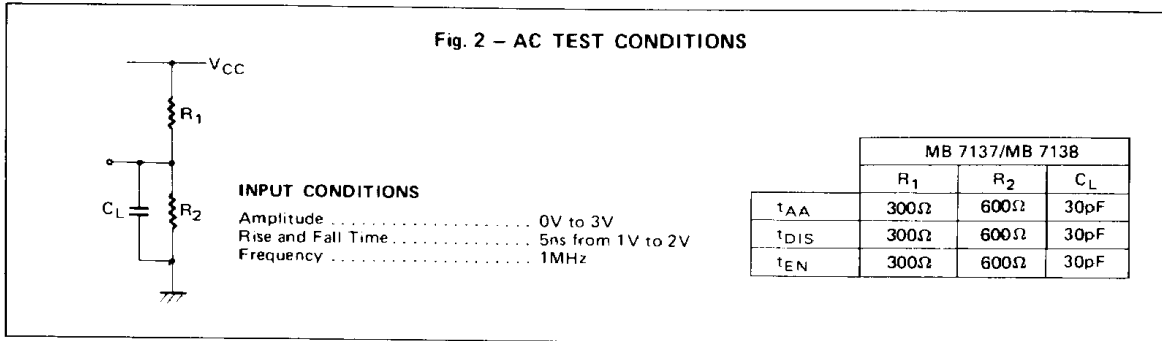 Fig. 2 – AC TEST CONDITIONS
VCC
R1
CL
R2
INPUT CONDITIONS
Amplitude . . . . . . . . . . . . . . . . . . . . 0V to 3V
Rise and Fall Time . . . . . . . . . . . . . 5ns from 1V to 2V
Frequency . . . . . . . . . . . . . . . . . . . 1MHz
MB 7137/MB 7138
R1 R2 CL
tAA 300Ω 600Ω 30pF
tDIS 300Ω 600Ω 30pF
tEN 300Ω 600Ω 30pF